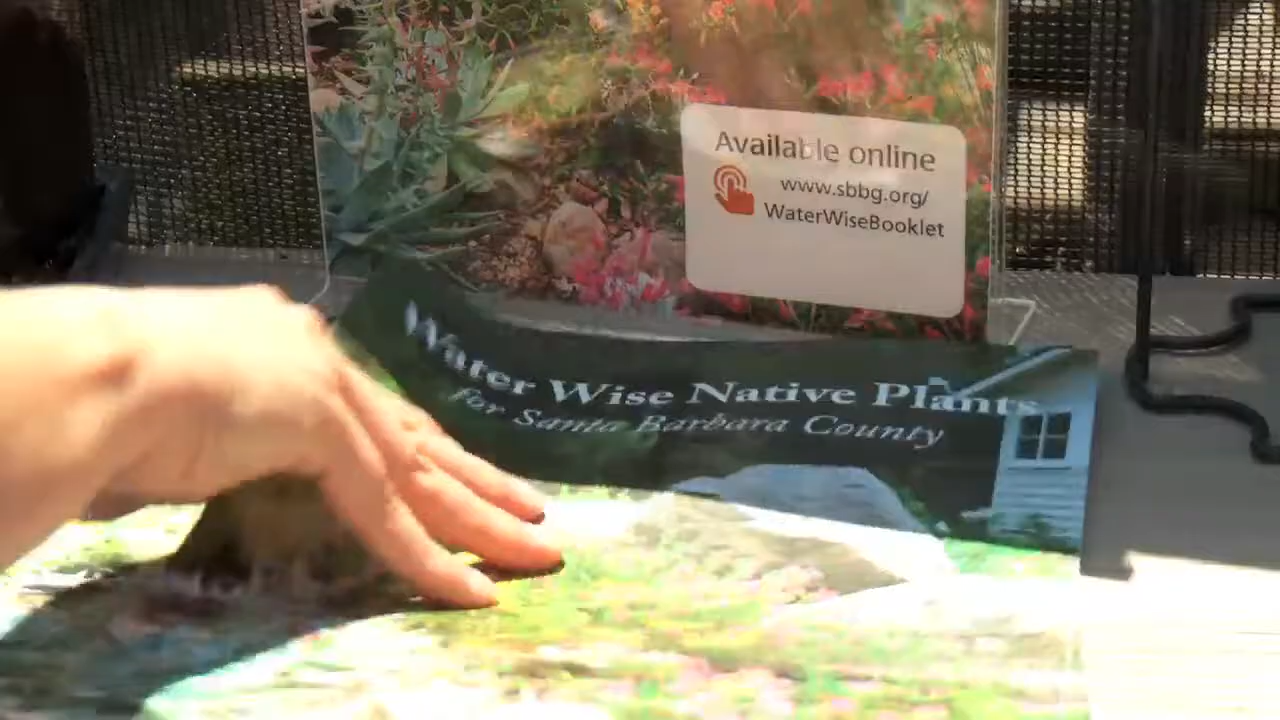 Available online
www.sbbg.org/
WaterWiseBooklet
Water Wise Native Plants
For Santa Barbara County